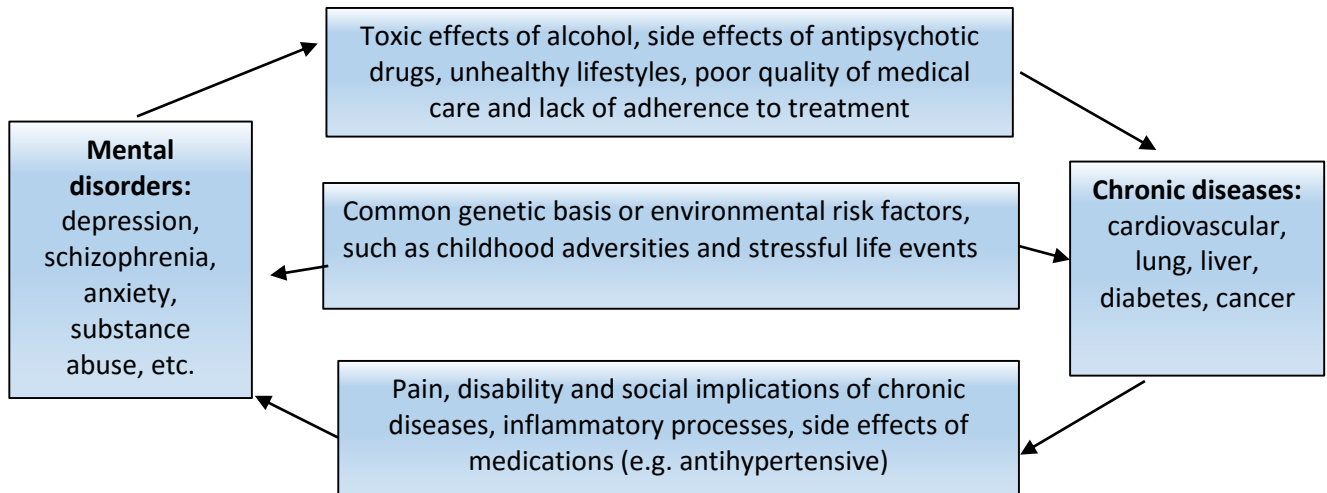 Toxic effects of alcohol, side effects of antipsychotic
drugs, unhealthy lifestyles, poor quality of medical
care and lack of adherence to treatment
Mental
disorders:
depression,
schizophrenia,
anxiety,
substance
abuse, etc.
Common genetic basis or environmental risk factors,
such as childhood adversities and stressful life events
Chronic diseases:
cardiovascular,
lung, liver,
diabetes, cancer
Pain, disability and social implications of chronic
diseases, inflammatory processes, side effects of
medications (e.g. antihypertensive)